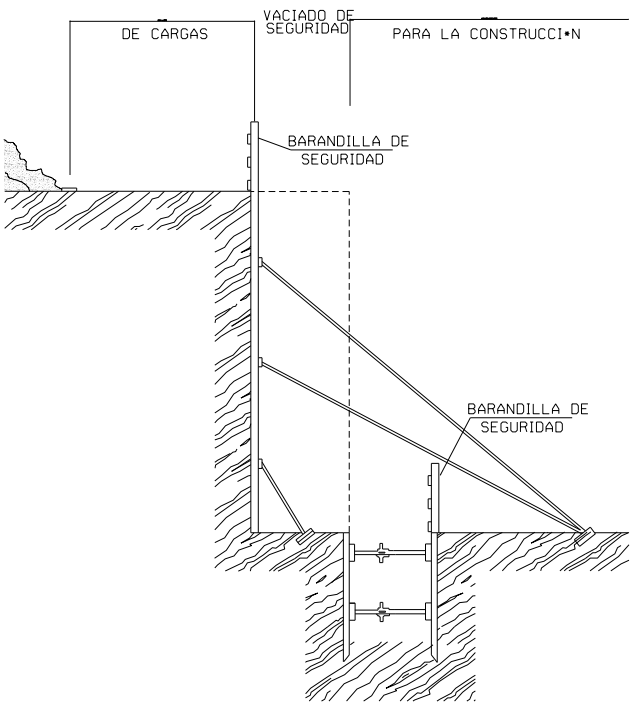 DE CARGAS
VACIADO DE
SEGURIDAD
PARA LA CONSTRUCCI*N
BARANDILLA DE
SEGURIDAD
BARANDILLA DE
SEGURIDAD